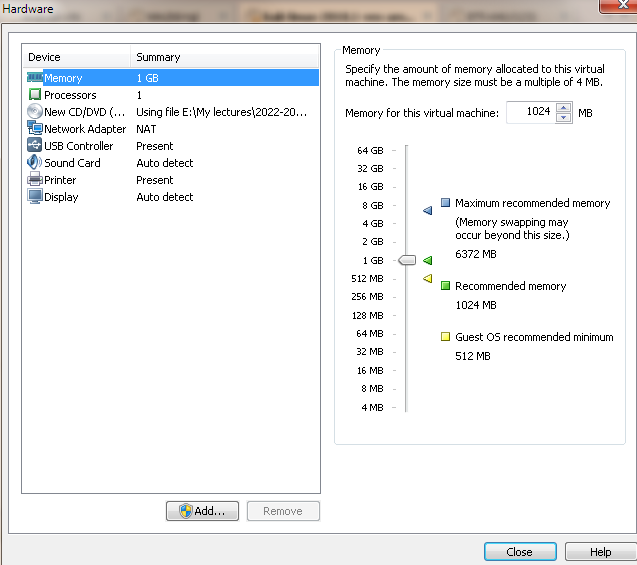 Hardware
Device Summary
Memory 1 GB
Processors 1
New CD/DVD (... Using file E:\My lectures\2022-20...
Network Adapter NAT
USB Controller Present
Sound Card Auto detect
Printer Present
Display Auto detect
Add...
Remove
Memory
Specify the amount of memory allocated to this virtual
machine. The memory size must be a multiple of 4 MB.
Memory for this virtual machine: 1024 MB
64 GB
32 GB
16 GB
8 GB
4 GB
2 GB
1 GB
512 MB
256 MB
128 MB
64 MB
32 MB
16 MB
8 MB
4 MB
Maximum recommended memory
(Memory swapping may
occur beyond this size.)
6372 MB
Recommended memory
1024 MB
Guest OS recommended minimum
512 MB
Close
Help